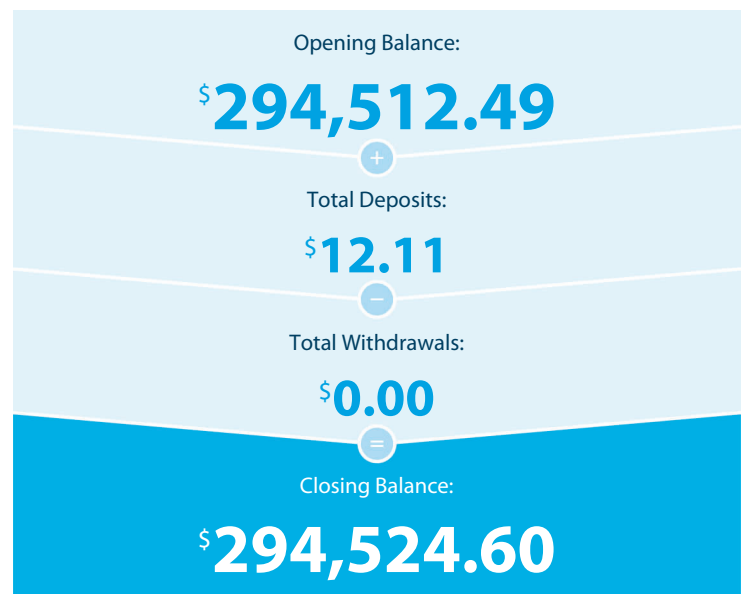 Opening Balance:
$294,512.49
+
Total Deposits:
$12.11
−
Total Withdrawals:
$0.00
=
Closing Balance:
$294,524.60